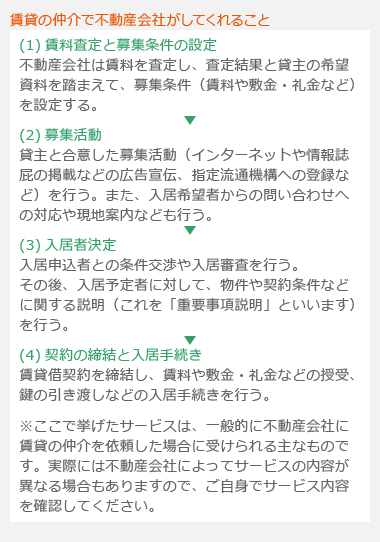 賃貸の仲介で不動産会社がしてくれること
(1) 賃料査定と募集条件の設定
不動産会社は賃料を査定し、査定結果と貸主の希望
資料を踏まえて、募集条件（賃料や敷金・礼金など）
を設定する。
(2) 募集活動
貸主と合意した募集活動（インターネットや情報誌
屁の掲載などの広告宣伝、指定流通機構への登録な
ど）を行う。また、入居希望者からの問い合わせへ
の対応や現地案内なども行う。
(3) 入居者決定
入居申込者との条件交渉や入居審査を行う。
その後、入居予定者に対して、物件や契約条件など
に関する説明（これを「重要事項説明」といいます）
を行う。
(4) 契約の締結と入居手続き
賃貸借契約を締結し、賃料や敷金・礼金などの授受、
鍵の引き渡しなどの入居手続きを行う。
※ここで挙げたサービスは、一般的に不動産会社に
賃貸の仲介を依頼した場合に受けられる主なもので
す。実際には不動産会社によってサービスの内容が
異なる場合もありますので、ご自身でサービス内容
を確認してください。